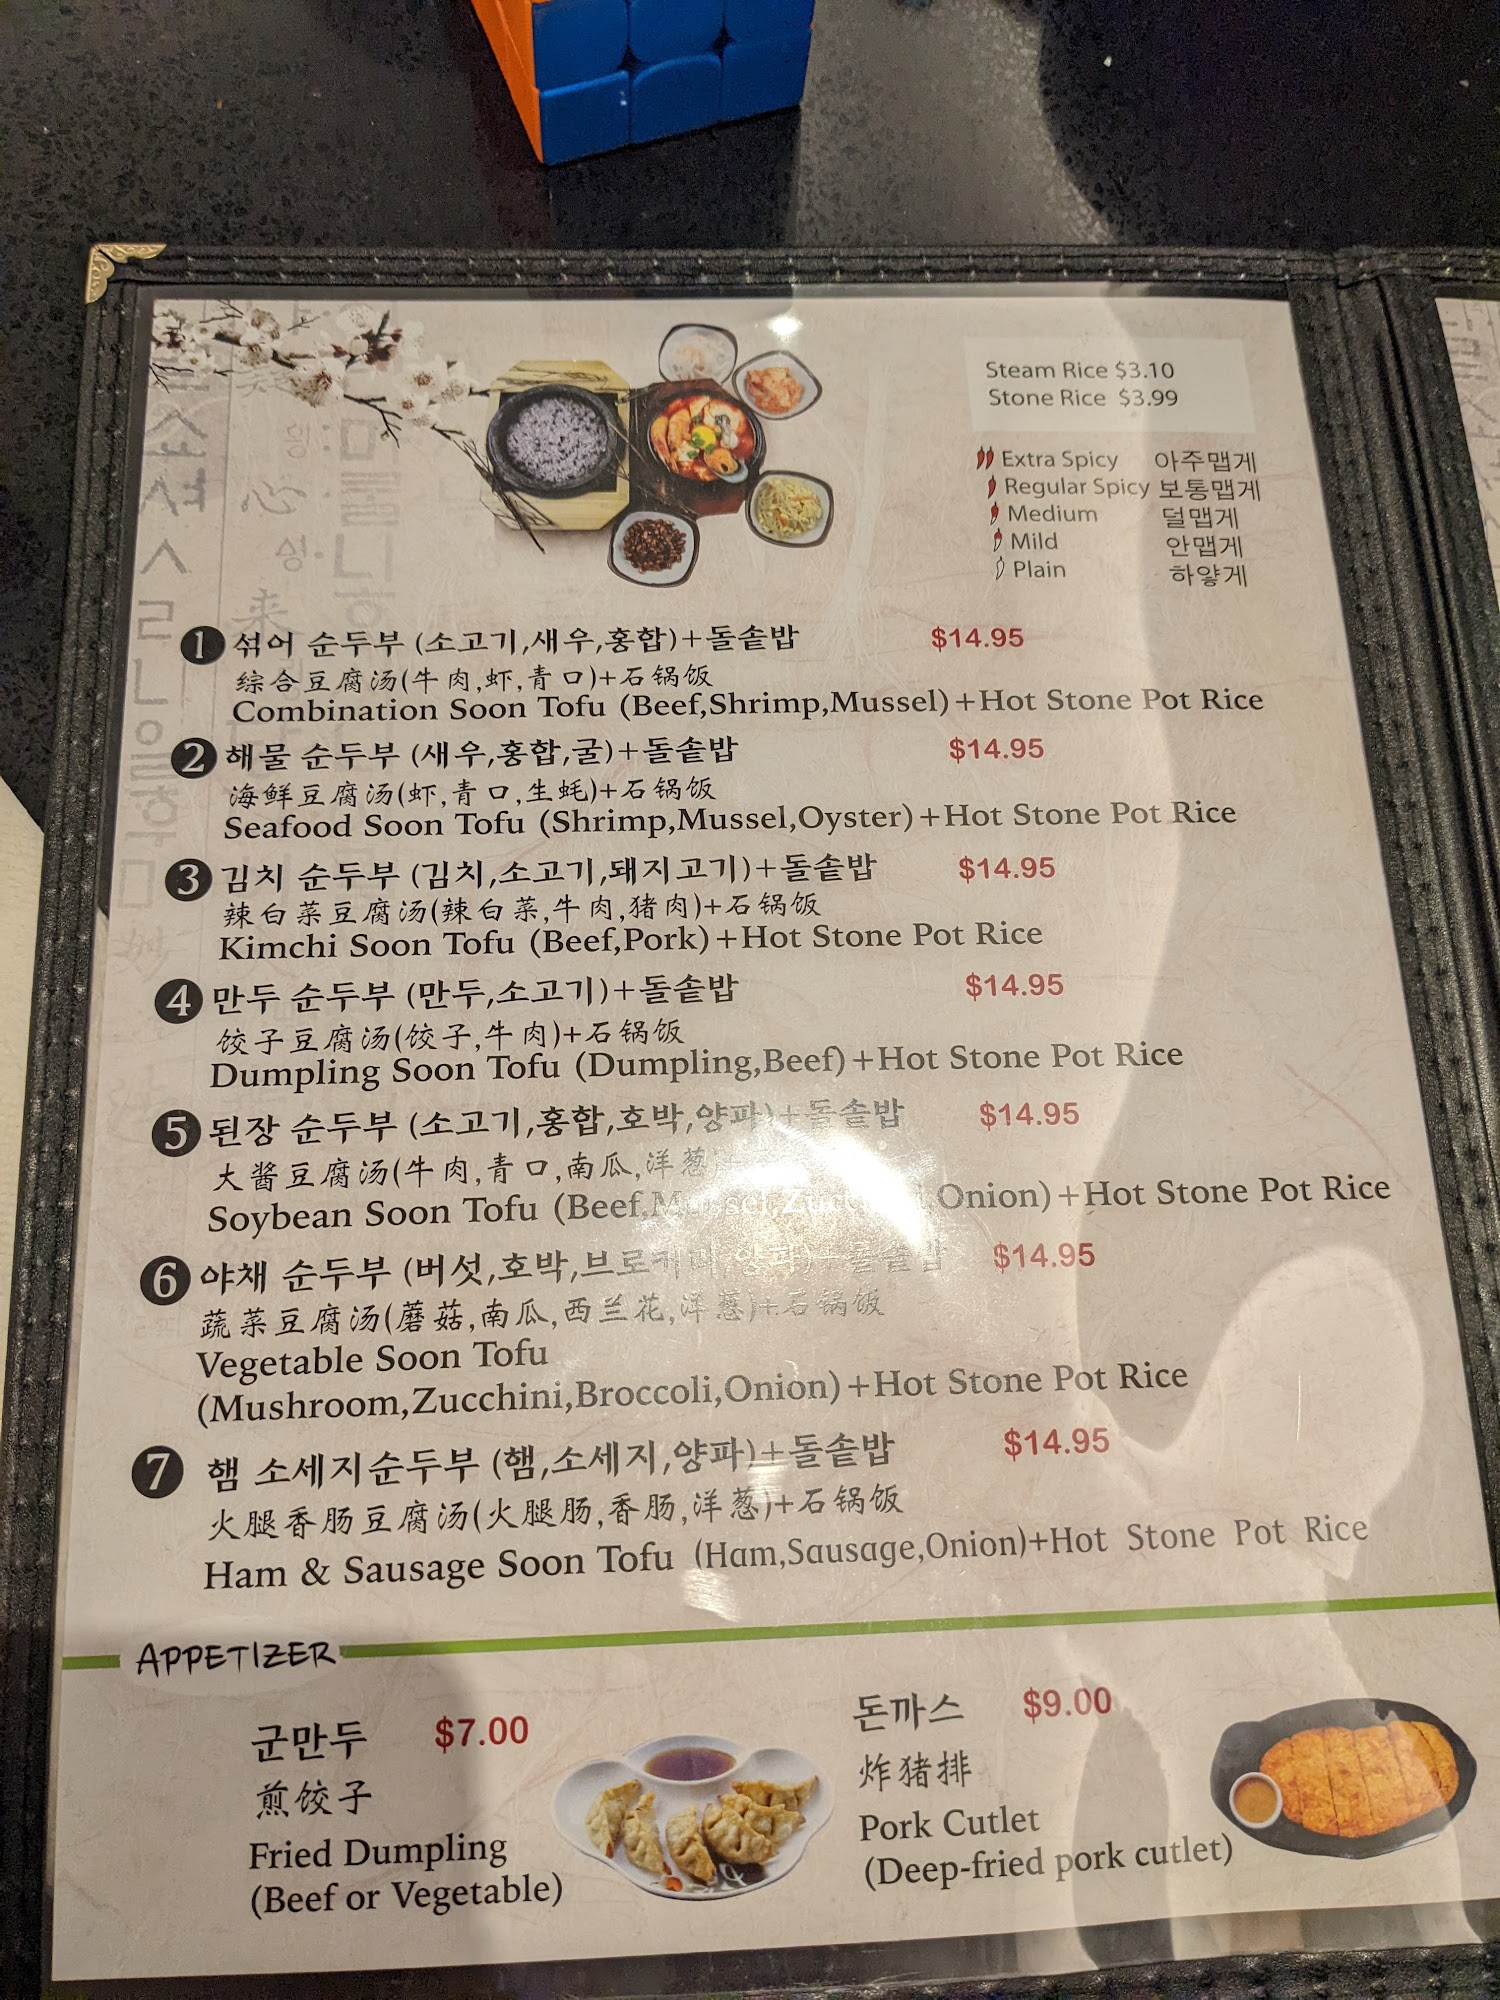 Steam Rice $3.10
Stone Rice $3.99
Extra Spicy 아주맵게
Regular Spicy 보통맵게
Medium 덜맵게
Mild 안맵게
Plain 하얗게
1 섞어 순두부 (소고기,새우,홍합)+돌솥밥 $14.95
综合豆腐汤(牛肉,虾,青口)+石锅饭
Combination Soon Tofu (Beef,Shrimp,Mussel)+Hot Stone Pot Rice
2 해물 순두부 (새우,홍합,굴)+돌솥밥 $14.95
海鲜豆腐汤(虾,青口,生蚝)+石锅饭
Seafood Soon Tofu (Shrimp,Mussel,Oyster)+Hot Stone Pot Rice
3 김치 순두부 (김치,소고기,돼지고기)+돌솥밥 $14.95
辣白菜豆腐汤(辣白菜,牛肉,猪肉)+石锅饭
Kimchi Soon Tofu (Beef,Pork)+Hot Stone Pot Rice
4 만두 순두부 (만두,소고기)+돌솥밥 $14.95
饺子豆腐汤(饺子,牛肉)+石锅饭
Dumpling Soon Tofu (Dumpling,Beef)+Hot Stone Pot Rice
5 된장 순두부 (소고기,홍합,호박,양파)+돌솥밥 $14.95
大酱豆腐汤(牛肉,青口,南瓜,洋葱)
Soybean Soon Tofu (Beef,Mussel,Zucchini,Onion)+Hot Stone Pot Rice
6 야채 순두부 (버섯,호박,브로커리,양파)+돌솥밥 $14.95
蔬菜豆腐汤(蘑菇,南瓜,西兰花,洋葱)+石锅饭
Vegetable Soon Tofu
(Mushroom,Zucchini,Broccoli,Onion)+Hot Stone Pot Rice
7 햄 소세지순두부 (햄,소세지,양파)+돌솥밥 $14.95
火腿香肠豆腐汤(火腿肠,香肠,洋葱)+石锅饭
Ham & Sausage Soon Tofu (Ham,Sausage,Onion)+Hot Stone Pot Rice
APPETIZER
군만두 $7.00
煎饺子
Fried Dumpling
(Beef or Vegetable)
돈까스 $9.00
炸猪排
Pork Cutlet
(Deep-fried pork cutlet)